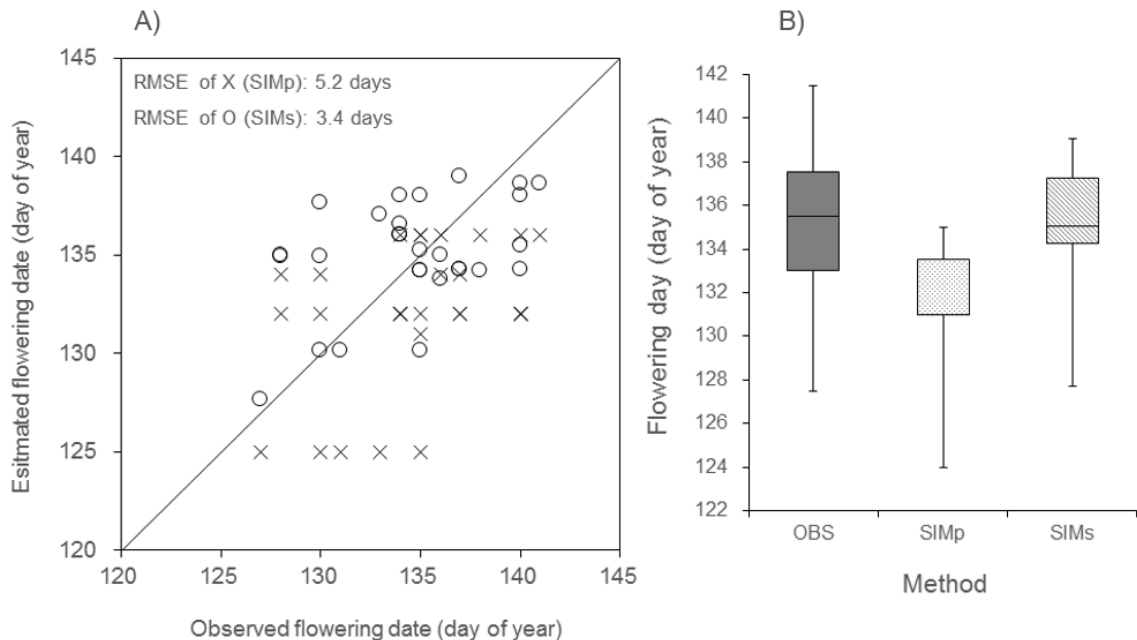 A)
RMSE of X (SIMp): 5.2 days
RMSE of O (SIMs): 3.4 days
Esitmated flowering date (day of year)
145
140
135
130
125
120
120 125 130 135 140 145
Observed flowering date (day of year)
B)
Flowering day (day of year)
142
140
138
136
134
132
130
128
126
124
122
OBS SIMp SIMs
Method